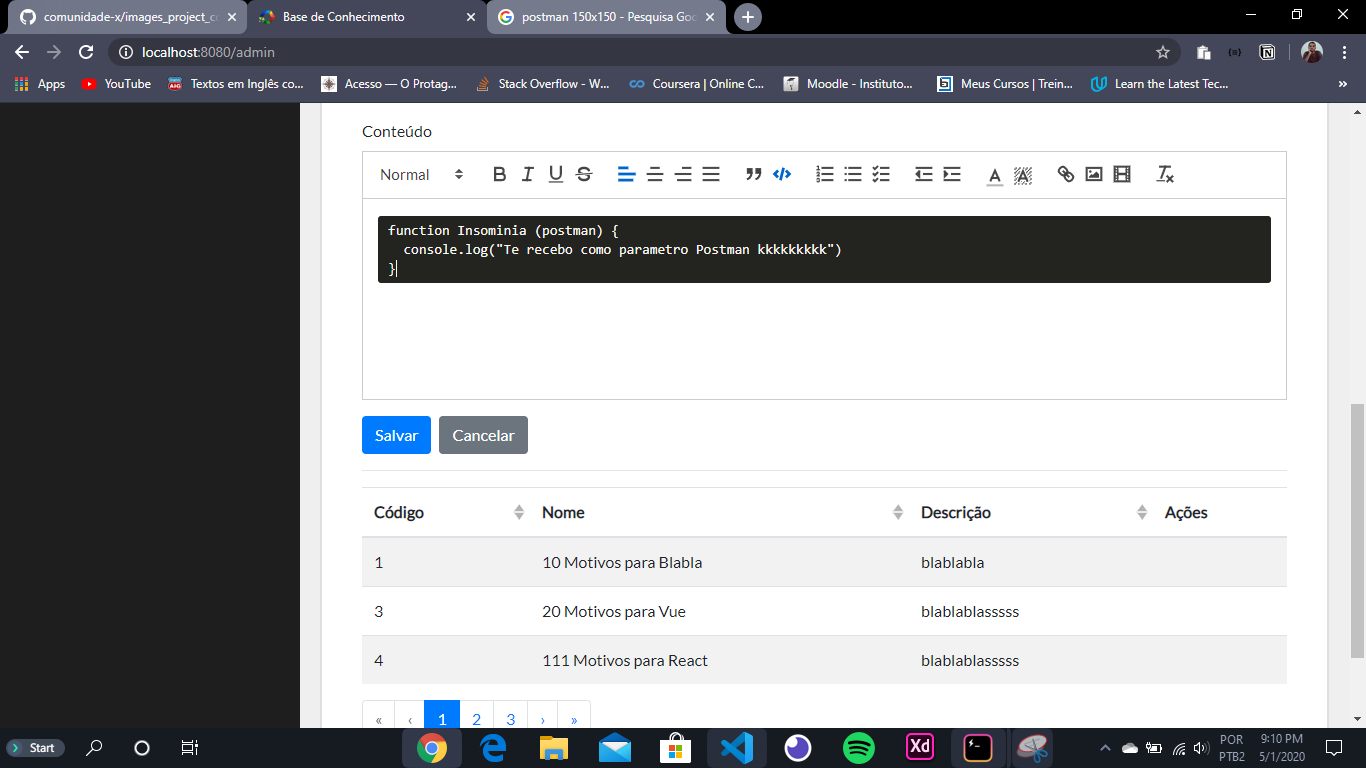 comunidade-x/images_project_c
Base de Conhecimento
postman 150x150 - Pesquisa Goo
localhost:8080/admin
Apps
YouTube
Textos em Inglês co...
Acesso — O Protag...
Stack Overflow - W...
Coursera | Online C...
Moodle - Instituto...
Meus Cursos | Trein...
Learn the Latest Tec...
»
Conteúdo
Normal
function Insominia (postman) {
console.log("Te recebo como parametro Postman kkkkkkkkk")
}
Salvar
Cancelar
Código
Nome
Descrição
Ações
1
10 Motivos para Blabla
blablabla
3
20 Motivos para Vue
blablablasssss
4
111 Motivos para React
blablablasssss
« ‹ 1 2 3 › »
Start
Xd
POR
PTB2
9:10 PM
5/1/2020